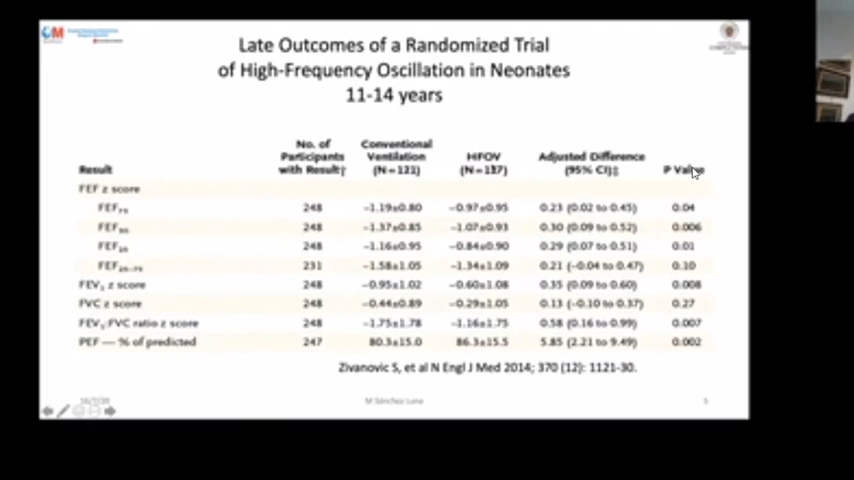 Late Outcomes of a Randomized Trial
of High-Frequency Oscillation in Neonates
11-14 years
Result No. of Participants with Result† Conventional Ventilation (N=121) HFOV (N=137) Adjusted Difference (95% CI)‡ P Value
FEF z score
FEF₇₅ 248 −1.19±0.80 −0.97±0.95 0.23 (0.02 to 0.45) 0.04
FEF₅₀ 248 −1.37±0.85 −1.07±0.93 0.30 (0.09 to 0.52) 0.006
FEF₂₅ 248 −1.16±0.95 −0.84±0.90 0.29 (0.07 to 0.51) 0.01
FEF₂₅₋₇₅ 231 −1.58±1.05 −1.34±1.09 0.21 (−0.04 to 0.47) 0.10
FEV₁ z score 248 −0.95±1.02 −0.60±1.08 0.35 (0.09 to 0.60) 0.008
FVC z score 248 −0.44±0.89 −0.29±1.05 0.13 (−0.10 to 0.37) 0.27
FEV₁:FVC ratio z score 248 −1.75±1.78 −1.16±1.75 0.58 (0.16 to 0.99) 0.007
PEF — % of predicted 247 80.3±15.0 86.3±15.5 5.85 (2.21 to 9.49) 0.002
Zivanovic S, et al N Engl J Med 2014; 370 (12): 1121-30.
M Sánchez Luna 5